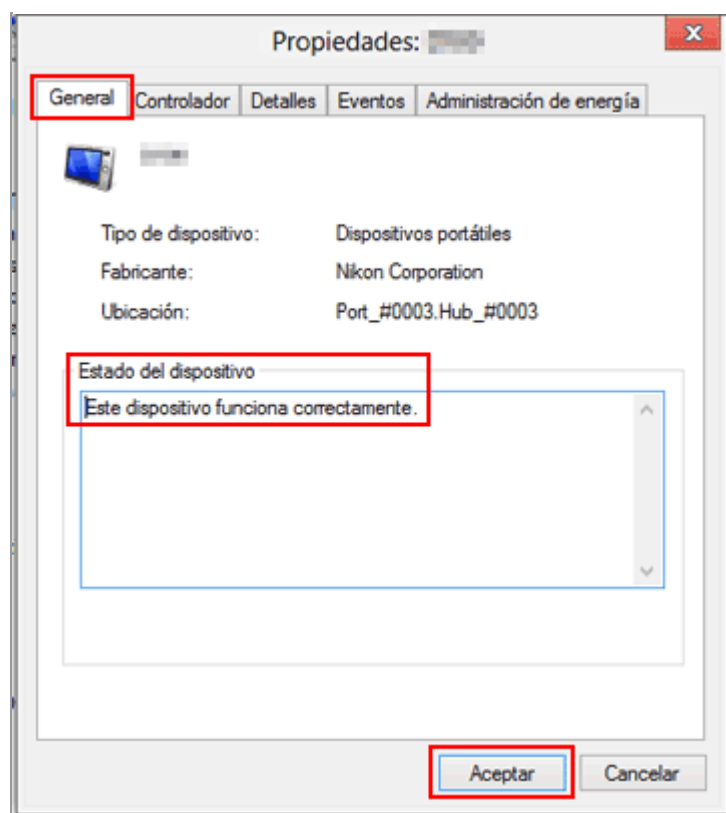 Propiedades:
General Controlador Detalles Eventos Administración de energía
Tipo de dispositivo: Dispositivos portátiles
Fabricante: Nikon Corporation
Ubicación: Port_#0003.Hub_#0003
Estado del dispositivo
Este dispositivo funciona correctamente.
Aceptar Cancelar